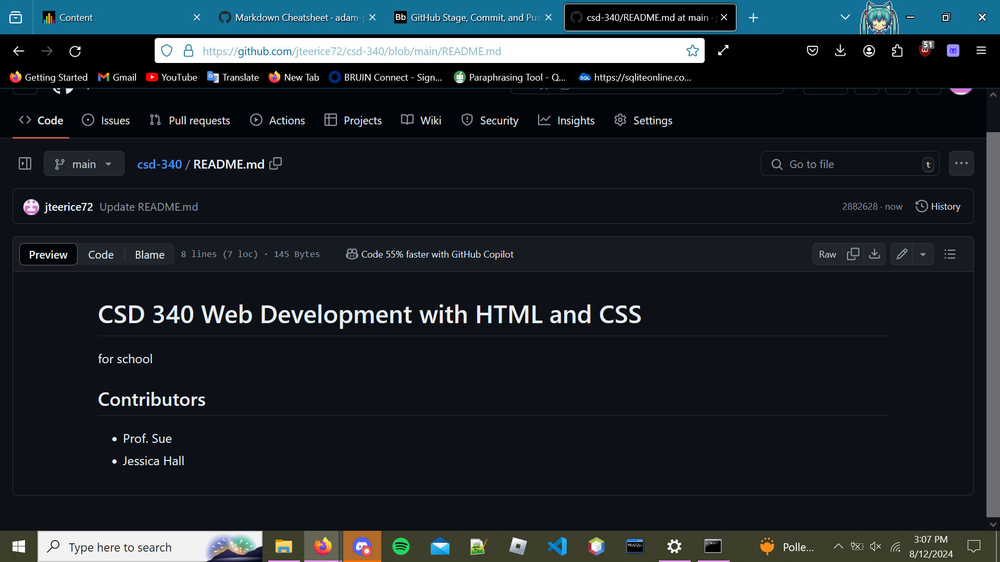 Content
Markdown Cheatsheet · adam-p
Bb GitHub Stage, Commit, and Pus
csd-340/README.md at main · j
https://github.com/jteerice72/csd-340/blob/main/README.md
51
Getting Started
Gmail
YouTube
Translate
New Tab
BRUIN Connect - Sign...
Paraphrasing Tool - Q...
SQL https://sqliteonline.co...
Code
Issues
Pull requests
Actions
Projects
Wiki
Security
Insights
Settings
main
csd-340 / README.md
Go to file
t
jteerice72 Update README.md
2882628 · now
History
Preview
Code
Blame
8 lines (7 loc) · 145 Bytes
Code 55% faster with GitHub Copilot
Raw
CSD 340 Web Development with HTML and CSS
for school
Contributors
• Prof. Sue
• Jessica Hall
Type here to search
MySQL
Polle...
3:07 PM
8/12/2024